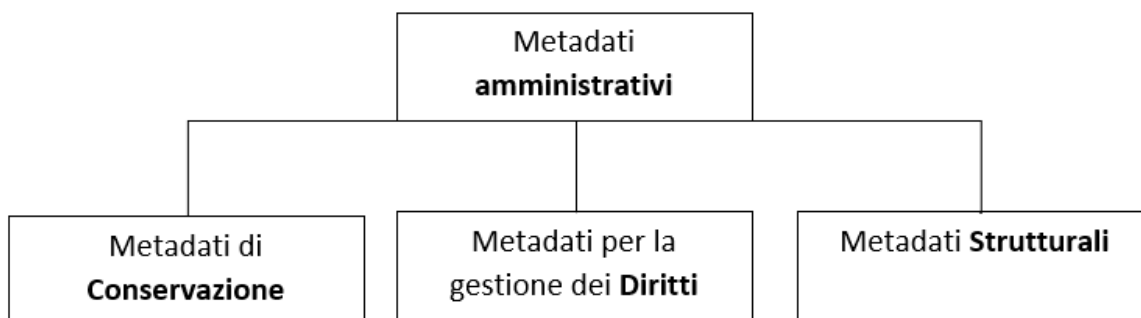 Metadati
amministrativi
Metadati di
Conservazione
Metadati per la
gestione dei Diritti
Metadati Strutturali